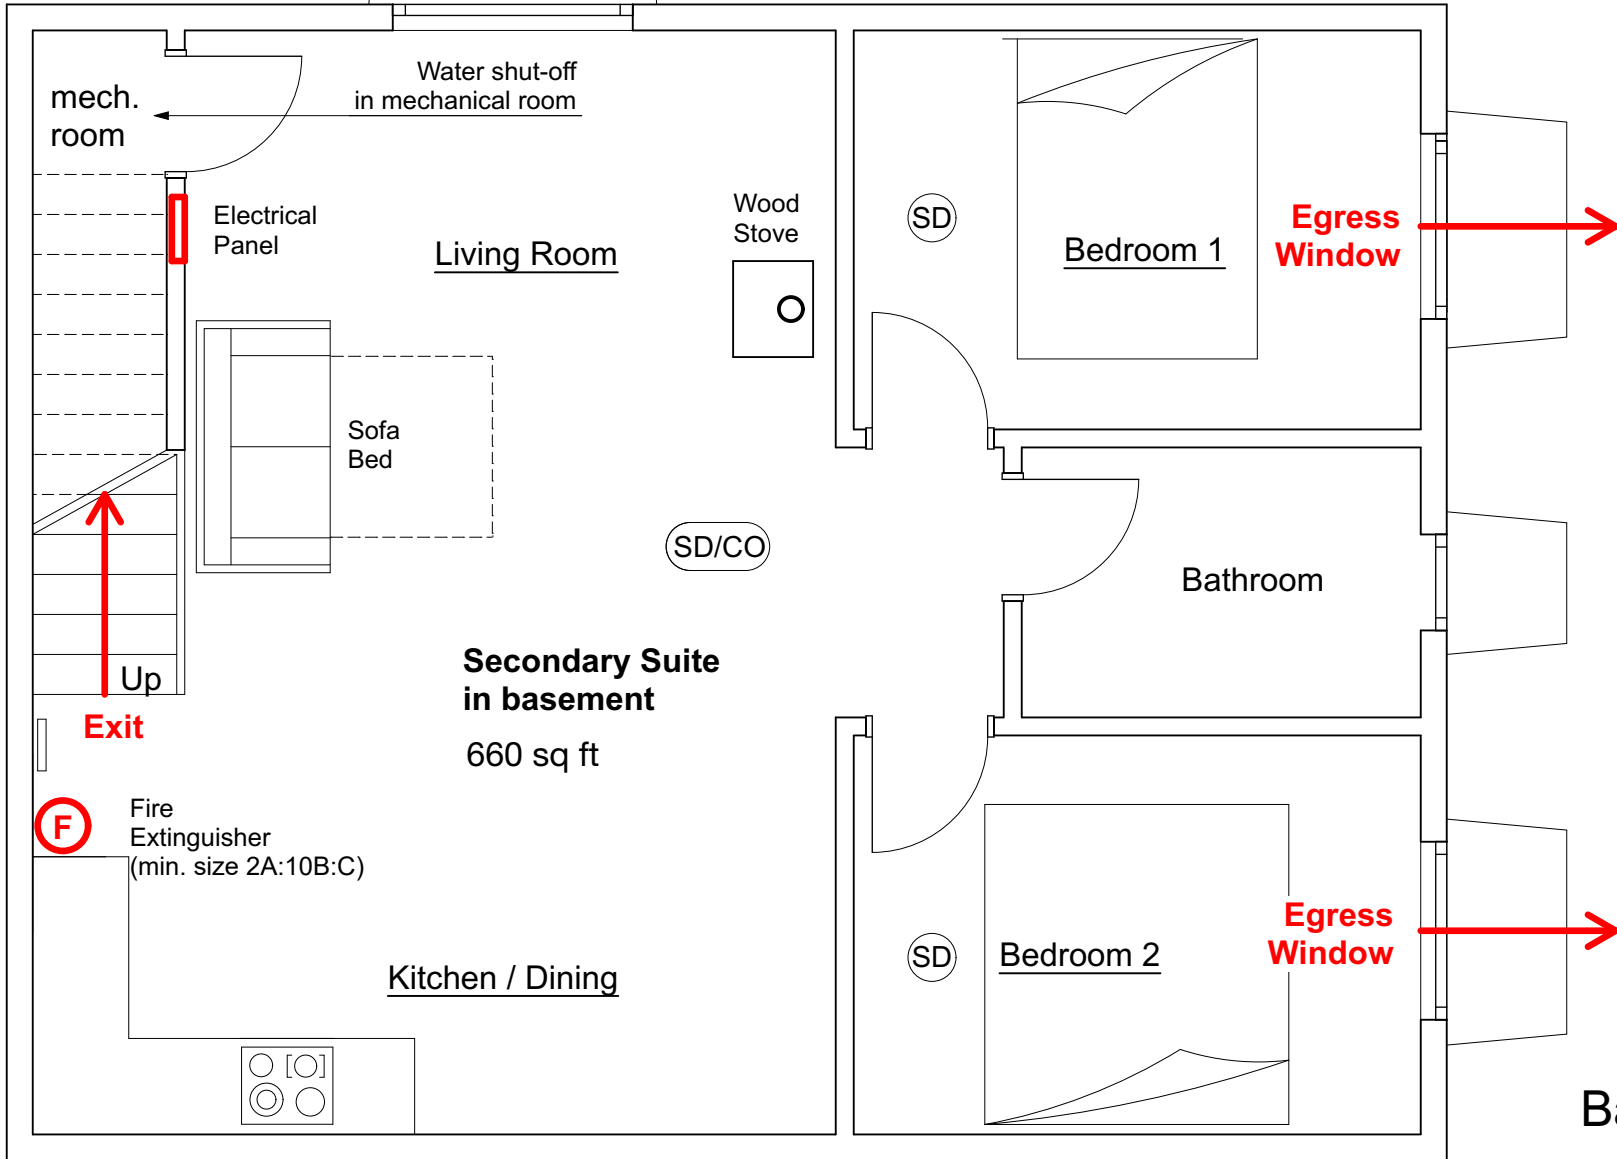 Water shut-off
in mechanical room
mech.
room
Electrical
Panel
Living Room
Wood
Stove
SD
Bedroom 1
Egress
Window
Sofa
Bed
SD/CO
Bathroom
Up
Exit
Secondary Suite
in basement
660 sq ft
F
Fire
Extinguisher
(min. size 2A:10B:C)
Kitchen / Dining
SD
Bedroom 2
Egress
Window